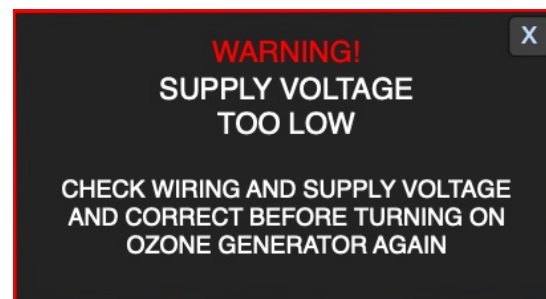 X
WARNING!
SUPPLY VOLTAGE
TOO LOW
CHECK WIRING AND SUPPLY VOLTAGE
AND CORRECT BEFORE TURNING ON
OZONE GENERATOR AGAIN